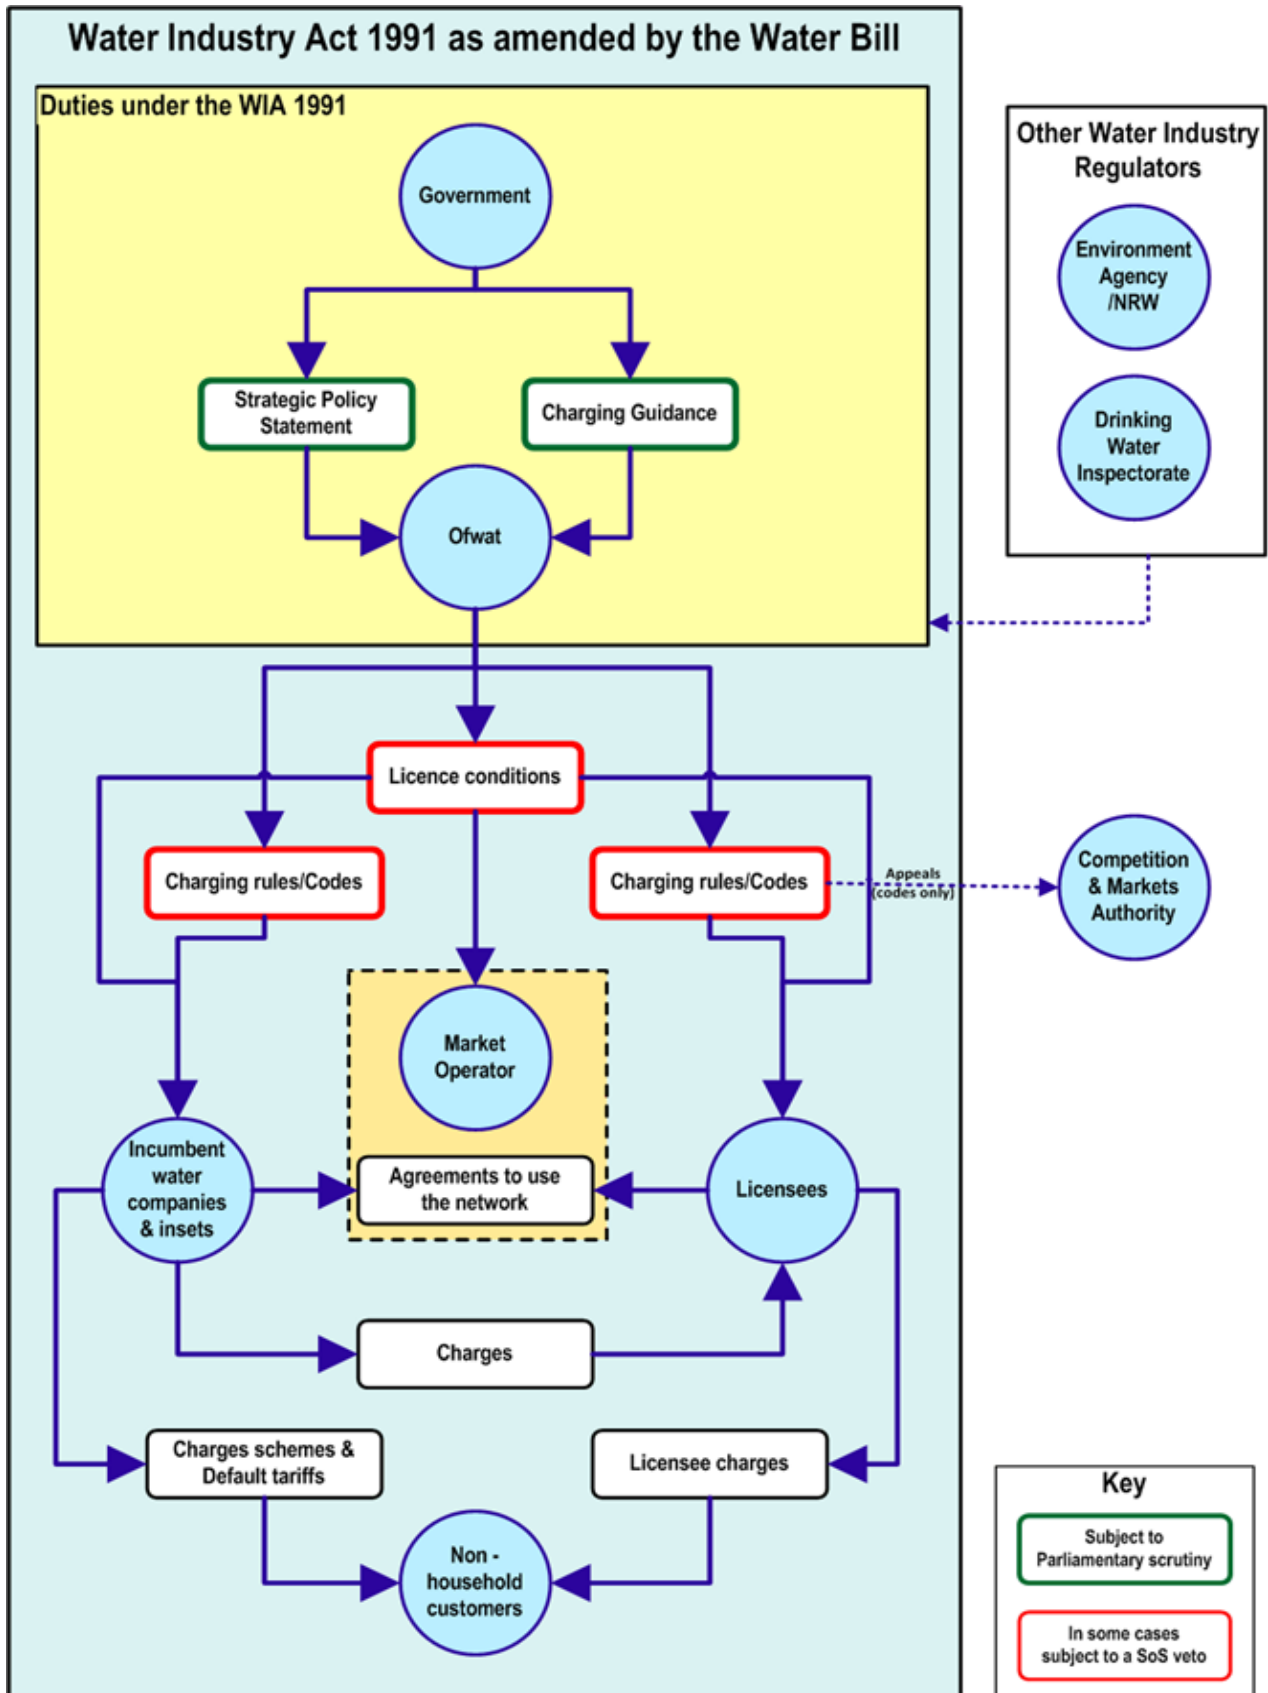 Water Industry Act 1991 as amended by the Water Bill
Duties under the WIA 1991
Government
Strategic Policy
Statement
Charging Guidance
Ofwat
Other Water Industry
Regulators
Environment
Agency
/NRW
Drinking
Water
Inspectorate
Licence conditions
Charging rules/Codes
Charging rules/Codes
Appeals
(codes only)
Competition
& Markets
Authority
Market
Operator
Incumbent
water
companies
& insets
Agreements to use
the network
Licensees
Charges
Charges schemes &
Default tariffs
Licensee charges
Non -
household
customers
Key
Subject to
Parliamentary scrutiny
In some cases
subject to a SoS veto